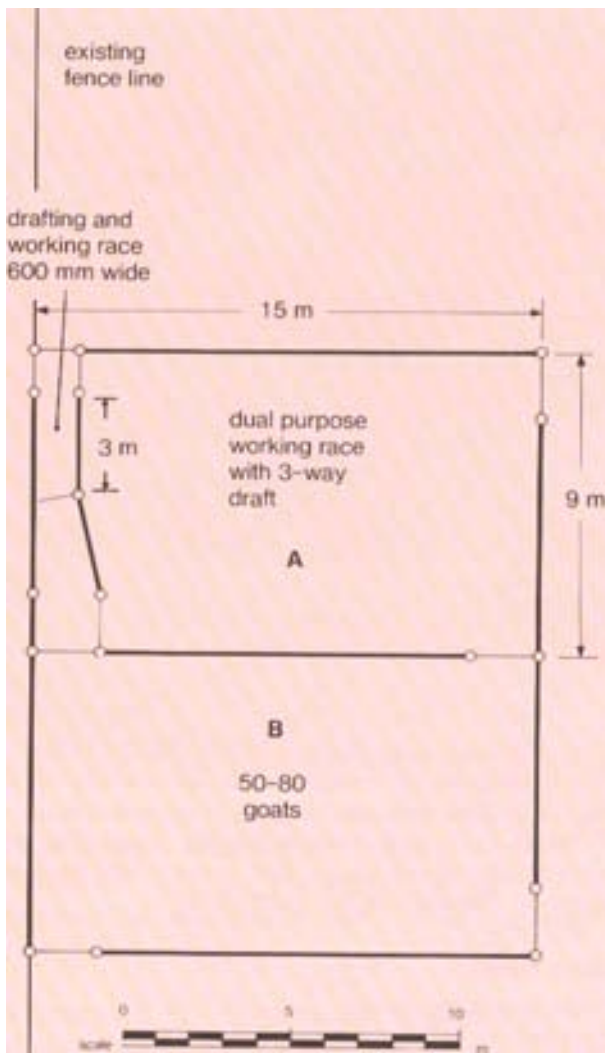 existing
fence line
drafting and
working race
600 mm wide
15 m
3 m
dual purpose
working race
with 3-way
draft
9 m
A
B
50-80
goats
0 5 10
scale m